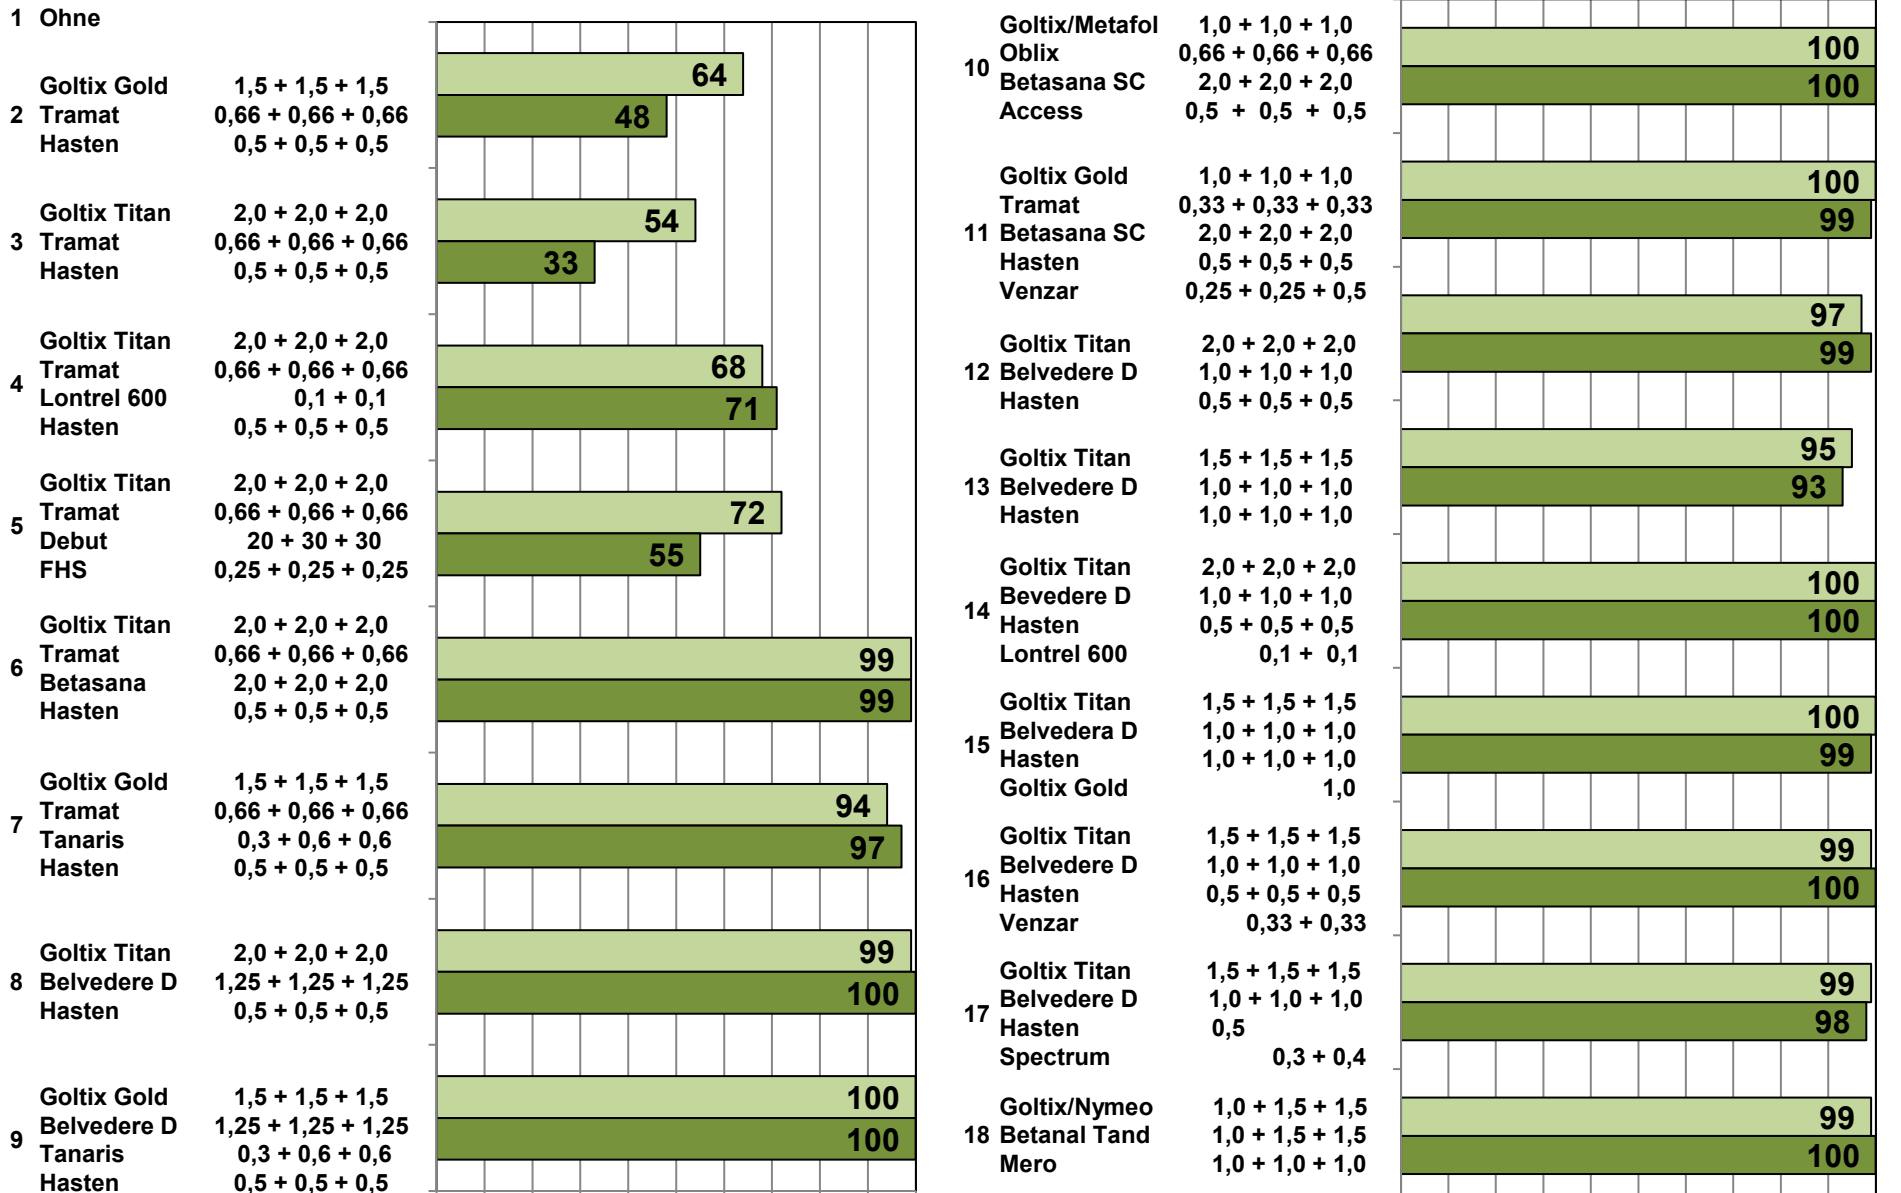 1 Ohne
Goltix Gold 1,5 + 1,5 + 1,5
2 Tramat 0,66 + 0,66 + 0,66
Hasten 0,5 + 0,5 + 0,5
64
48
Goltix Titan 2,0 + 2,0 + 2,0
3 Tramat 0,66 + 0,66 + 0,66
Hasten 0,5 + 0,5 + 0,5
54
33
Goltix Titan 2,0 + 2,0 + 2,0
4 Tramat 0,66 + 0,66 + 0,66
Lontrel 600 0,1 + 0,1
Hasten 0,5 + 0,5 + 0,5
68
71
Goltix Titan 2,0 + 2,0 + 2,0
5 Tramat 0,66 + 0,66 + 0,66
Debut 20 + 30 + 30
FHS 0,25 + 0,25 + 0,25
72
55
Goltix Titan 2,0 + 2,0 + 2,0
6 Tramat 0,66 + 0,66 + 0,66
Betasana 2,0 + 2,0 + 2,0
Hasten 0,5 + 0,5 + 0,5
99
99
Goltix Gold 1,5 + 1,5 + 1,5
7 Tramat 0,66 + 0,66 + 0,66
Tanaris 0,3 + 0,6 + 0,6
Hasten 0,5 + 0,5 + 0,5
94
97
Goltix Titan 2,0 + 2,0 + 2,0
8 Belvedere D 1,25 + 1,25 + 1,25
Hasten 0,5 + 0,5 + 0,5
99
100
Goltix Gold 1,5 + 1,5 + 1,5
9 Belvedere D 1,25 + 1,25 + 1,25
Tanaris 0,3 + 0,6 + 0,6
Hasten 0,5 + 0,5 + 0,5
100
100
Goltix/Metafol 1,0 + 1,0 + 1,0
10 Oblix 0,66 + 0,66 + 0,66
Betasana SC 2,0 + 2,0 + 2,0
Access 0,5 + 0,5 + 0,5
100
100
Goltix Gold 1,0 + 1,0 + 1,0
Tramat 0,33 + 0,33 + 0,33
11 Betasana SC 2,0 + 2,0 + 2,0
Hasten 0,5 + 0,5 + 0,5
Venzar 0,25 + 0,25 + 0,5
100
99
Goltix Titan 2,0 + 2,0 + 2,0
12 Belvedere D 1,0 + 1,0 + 1,0
Hasten 0,5 + 0,5 + 0,5
97
99
Goltix Titan 1,5 + 1,5 + 1,5
13 Belvedere D 1,0 + 1,0 + 1,0
Hasten 1,0 + 1,0 + 1,0
95
93
Goltix Titan 2,0 + 2,0 + 2,0
14 Bevedere D 1,0 + 1,0 + 1,0
Hasten 0,5 + 0,5 + 0,5
Lontrel 600 0,1 + 0,1
100
100
Goltix Titan 1,5 + 1,5 + 1,5
15 Belvedera D 1,0 + 1,0 + 1,0
Hasten 1,0 + 1,0 + 1,0
Goltix Gold 1,0
100
99
Goltix Titan 1,5 + 1,5 + 1,5
16 Belvedere D 1,0 + 1,0 + 1,0
Hasten 0,5 + 0,5 + 0,5
Venzar 0,33 + 0,33
99
100
Goltix Titan 1,5 + 1,5 + 1,5
17 Belvedere D 1,0 + 1,0 + 1,0
Hasten 0,5
Spectrum 0,3 + 0,4
99
98
Goltix/Nymeo 1,0 + 1,5 + 1,5
18 Betanal Tand 1,0 + 1,5 + 1,5
Mero 1,0 + 1,0 + 1,0
99
100